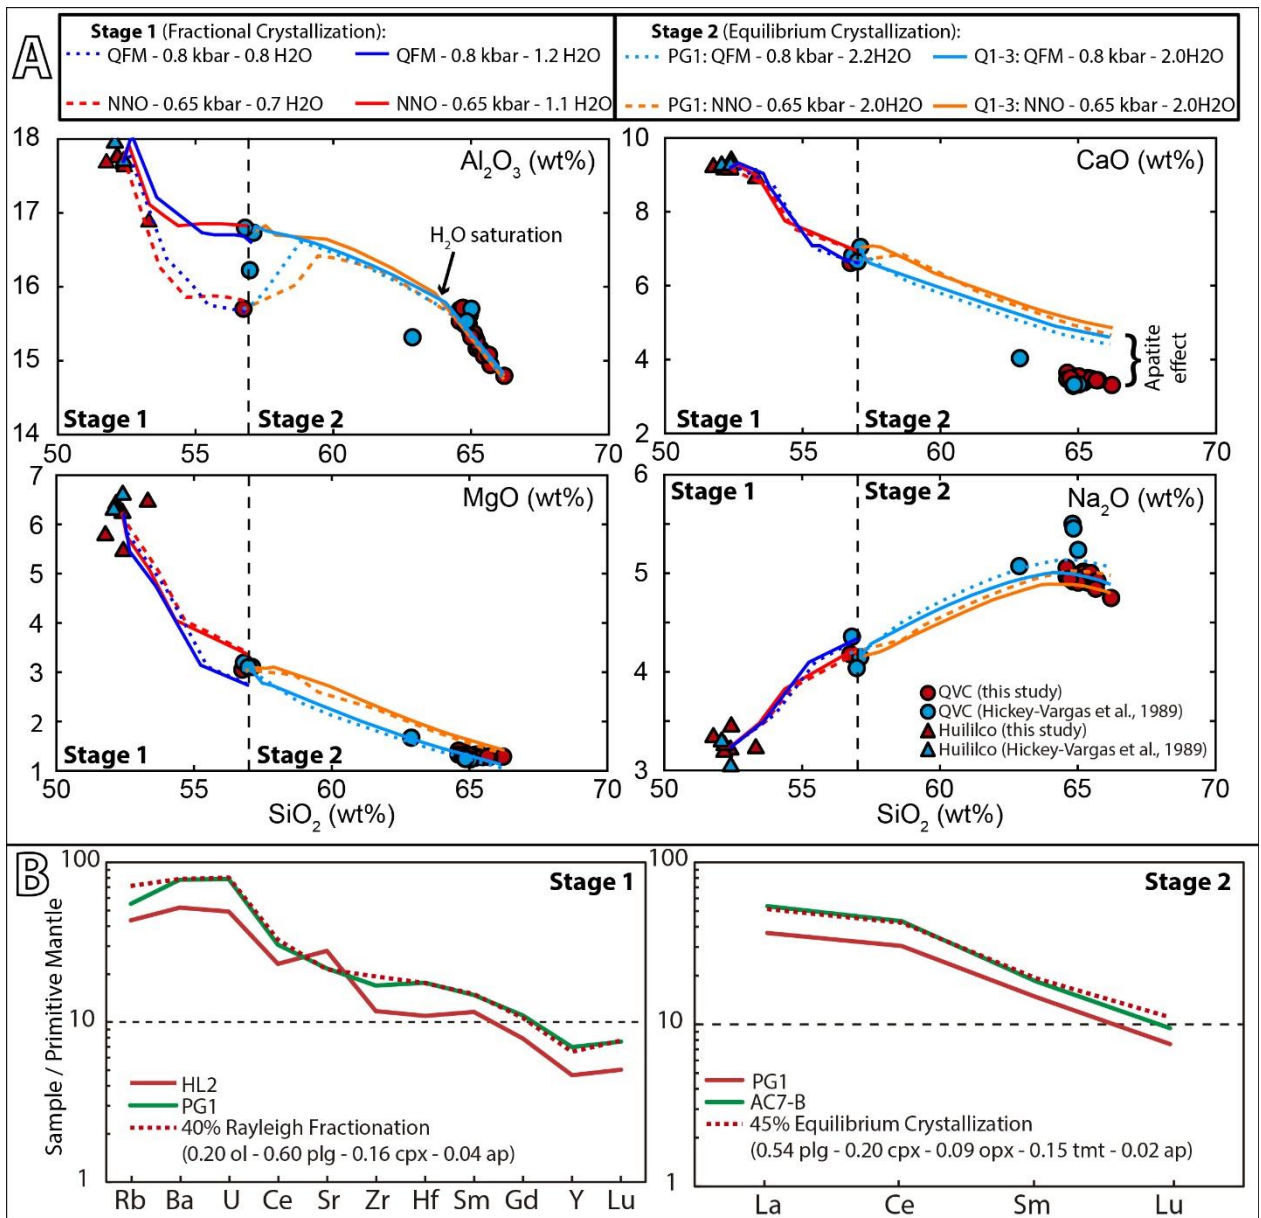 A
Stage 1 (Fractional Crystallization):
QFM - 0.8 kbar - 0.8 H2O
QFM - 0.8 kbar - 1.2 H2O
NNO - 0.65 kbar - 0.7 H2O
NNO - 0.65 kbar - 1.1 H2O
Stage 2 (Equilibrium Crystallization):
PG1: QFM - 0.8 kbar - 2.2H2O
Q1-3: QFM - 0.8 kbar - 2.0H2O
PG1: NNO - 0.65 kbar - 2.0H2O
Q1-3: NNO - 0.65 kbar - 2.0H2O
18
17
16
15
14
Al2O3 (wt%)
H2O saturation
Stage 1
Stage 2
50
55
60
65
70
10
8
6
4
2
CaO (wt%)
Apatite
effect
Stage 1
Stage 2
50
55
60
65
70
7
6
5
4
3
2
1
MgO (wt%)
Stage 1
Stage 2
50
55
60
65
70
SiO2 (wt%)
6
5
4
3
Stage 1
Stage 2
Na2O (wt%)
QVC (this study)
QVC (Hickey-Vargas et al., 1989)
Huililco (this study)
Huililco (Hickey-Vargas et al., 1989)
50
55
60
65
70
SiO2 (wt%)
B
Sample / Primitive Mantle
100
10
1
Stage 1
HL2
PG1
40% Rayleigh Fractionation
(0.20 ol - 0.60 plg - 0.16 cpx - 0.04 ap)
Rb Ba U Ce Sr Zr Hf Sm Gd Y Lu
100
10
1
Stage 2
PG1
AC7-B
45% Equilibrium Crystallization
(0.54 plg - 0.20 cpx - 0.09 opx - 0.15 tmt - 0.02 ap)
La Ce Sm Lu